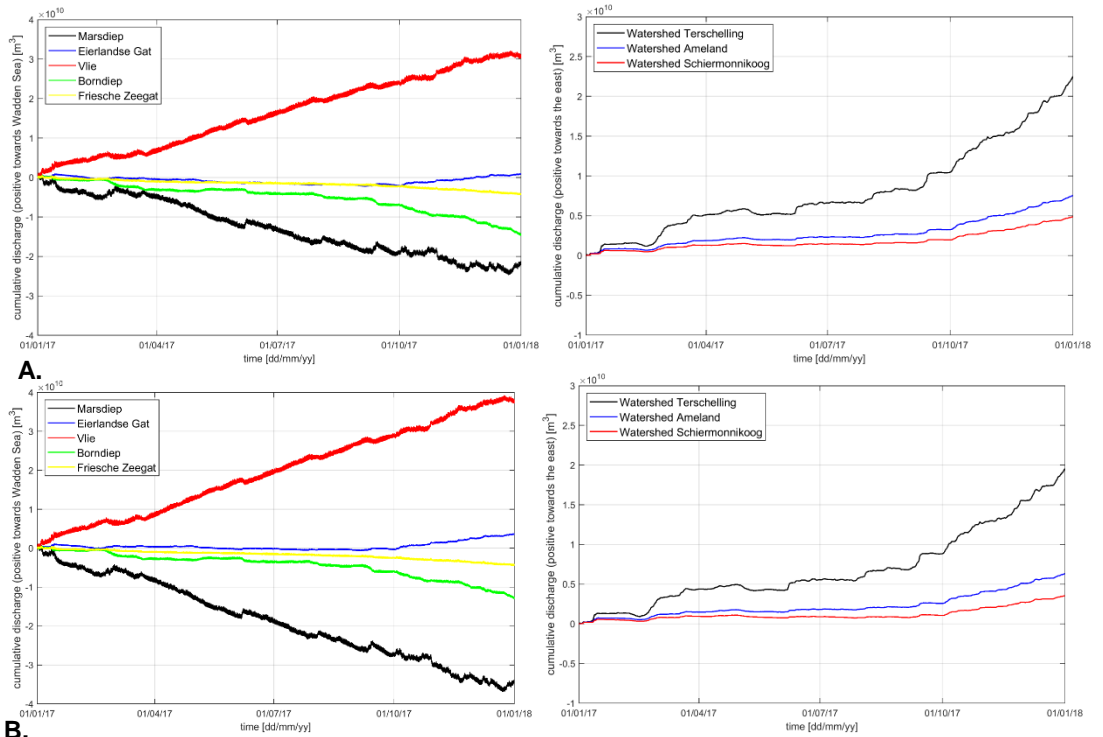 ×10^10
4
3
2
1
0
-1
-2
-3
-4
cumulative discharge (positive towards Wadden Sea) [m³]
Marsdiep
Eierlandse Gat
Vlie
Borndiep
Friesche Zeegat
01/01/17 01/04/17 01/07/17 01/10/17 01/01/18
time [dd/mm/yy]
×10^10
3
2.5
2
1.5
1
0.5
0
-0.5
-1
cumulative discharge (positive towards the east) [m³]
Watershed Terschelling
Watershed Ameland
Watershed Schiermonnikoog
01/01/17 01/04/17 01/07/17 01/10/17 01/01/18
time [dd/mm/yy]
A.
×10^10
4
3
2
1
0
-1
-2
-3
-4
cumulative discharge (positive towards Wadden Sea) [m³]
Marsdiep
Eierlandse Gat
Vlie
Borndiep
Friesche Zeegat
01/01/17 01/04/17 01/07/17 01/10/17 01/01/18
time [dd/mm/yy]
×10^10
3
2.5
2
1.5
1
0.5
0
-0.5
-1
cumulative discharge (positive towards the east) [m³]
Watershed Terschelling
Watershed Ameland
Watershed Schiermonnikoog
01/01/17 01/04/17 01/07/17 01/10/17 01/01/18
time [dd/mm/yy]
B.